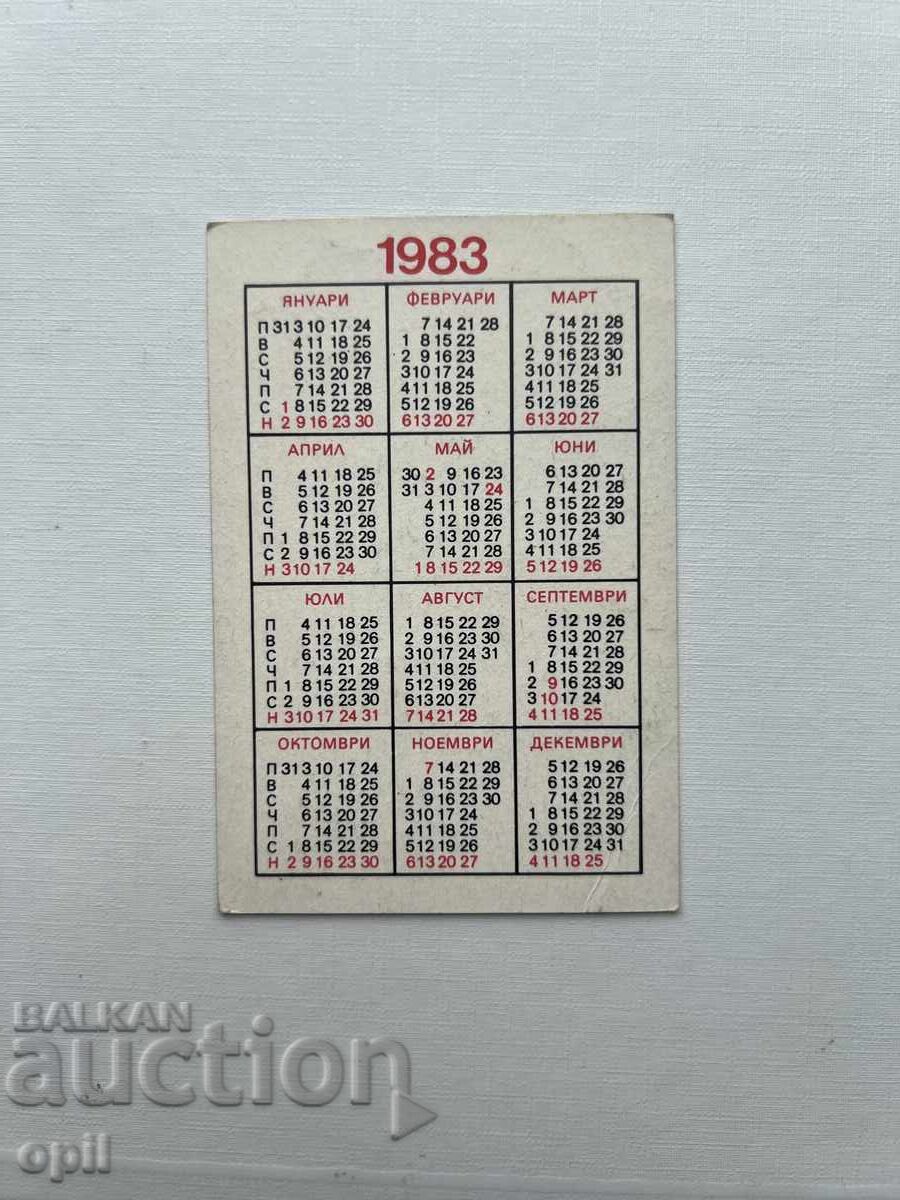 1983
ЯНУАРИ ФЕВРУАРИ МАРТ
П 31 3 10 17 24 7 14 21 28 7 14 21 28
В 4 11 18 25 1 8 15 22 1 8 15 22 29
С 5 12 19 26 2 9 16 23 2 9 16 23 30
Ч 6 13 20 27 3 10 17 24 3 10 17 24 31
П 7 14 21 28 4 11 18 25 4 11 18 25
С 1 8 15 22 29 5 12 19 26 5 12 19 26
Н 2 9 16 23 30 6 13 20 27 6 13 20 27
АПРИЛ МАЙ ЮНИ
П 4 11 18 25 30 2 9 16 23 6 13 20 27
В 5 12 19 26 31 3 10 17 24 7 14 21 28
С 6 13 20 27 4 11 18 25 1 8 15 22 29
Ч 7 14 21 28 5 12 19 26 2 9 16 23 30
П 1 8 15 22 29 6 13 20 27 3 10 17 24
С 2 9 16 23 30 7 14 21 28 4 11 18 25
Н 3 10 17 24 1 8 15 22 29 5 12 19 26
ЮЛИ АВГУСТ СЕПТЕМВРИ
П 4 11 18 25 1 8 15 22 29 5 12 19 26
В 5 12 19 26 2 9 16 23 30 6 13 20 27
С 6 13 20 27 3 10 17 24 31 7 14 21 28
Ч 7 14 21 28 4 11 18 25 1 8 15 22 29
П 1 8 15 22 29 5 12 19 26 2 9 16 23 30
С 2 9 16 23 30 6 13 20 27 3 10 17 24
Н 3 10 17 24 31 7 14 21 28 4 11 18 25
ОКТОМВРИ НОЕМВРИ ДЕКЕМВРИ
П 31 3 10 17 24 7 14 21 28 5 12 19 26
В 4 11 18 25 1 8 15 22 29 6 13 20 27
С 5 12 19 26 2 9 16 23 30 7 14 21 28
Ч 6 13 20 27 3 10 17 24 1 8 15 22 29
П 7 14 21 28 4 11 18 25 2 9 16 23 30
С 1 8 15 22 29 5 12 19 26 3 10 17 24 31
Н 2 9 16 23 30 6 13 20 27 4 11 18 25
BALKAN
auction
opil